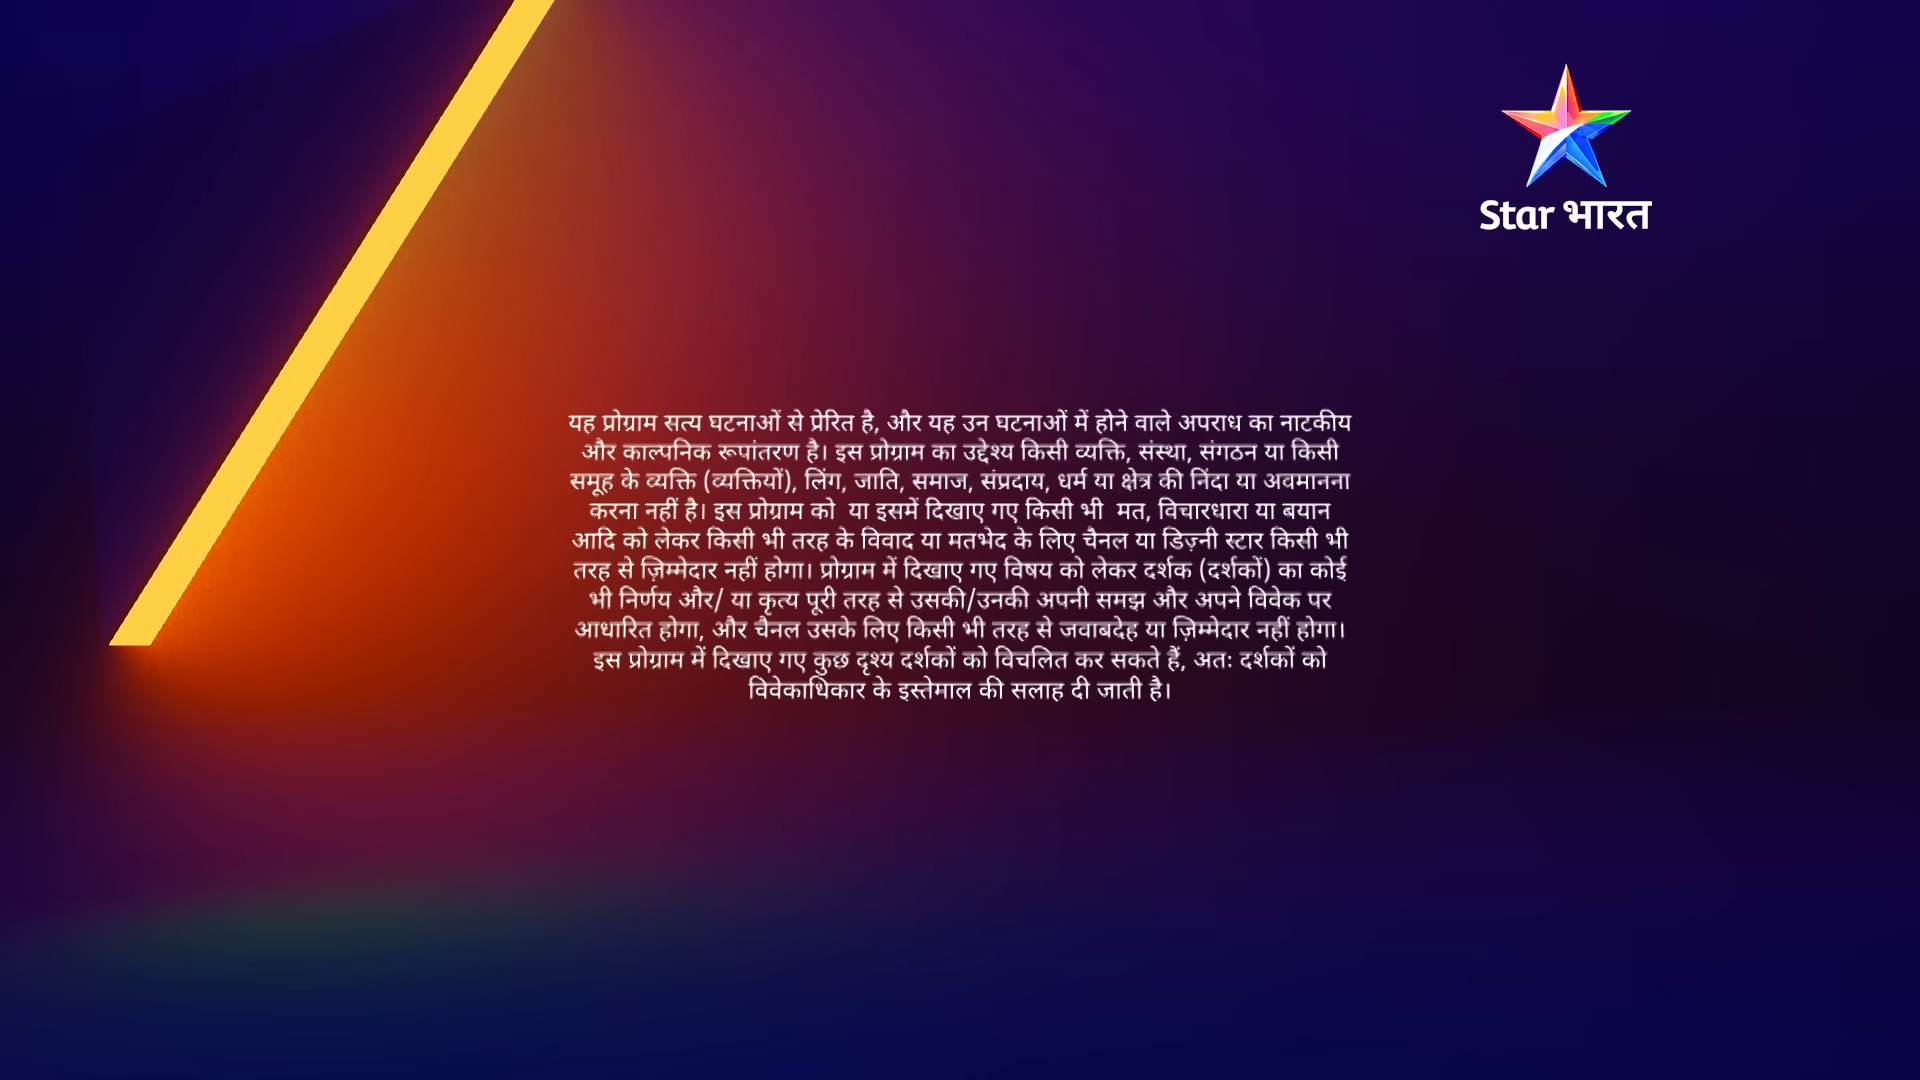 Star भारत
यह प्रोग्राम सत्य घटनाओं से प्रेरित है, और यह उन घटनाओं में होने वाले अपराध का नाटकीय
और काल्पनिक रूपांतरण है। इस प्रोग्राम का उद्देश्य किसी व्यक्ति, संस्था, संगठन या किसी
समूह के व्यक्ति (व्यक्तियों), लिंग, जाति, समाज, संप्रदाय, धर्म या क्षेत्र की निंदा या अवमानना
करना नहीं है। इस प्रोग्राम को या इसमें दिखाए गए किसी भी मत, विचारधारा या बयान
आदि को लेकर किसी भी तरह के विवाद या मतभेद के लिए चैनल या डिज़्नी स्टार किसी भी
तरह से ज़िम्मेदार नहीं होगा। प्रोग्राम में दिखाए गए विषय को लेकर दर्शक (दर्शकों) का कोई
भी निर्णय और/ या कृत्य पूरी तरह से उसकी/उनकी अपनी समझ और अपने विवेक पर
आधारित होगा, और चैनल उसके लिए किसी भी तरह से जवाबदेह या ज़िम्मेदार नहीं होगा।
इस प्रोग्राम में दिखाए गए कुछ दृश्य दर्शकों को विचलित कर सकते हैं, अतः दर्शकों को
विवेकाधिकार के इस्तेमाल की सलाह दी जाती है।